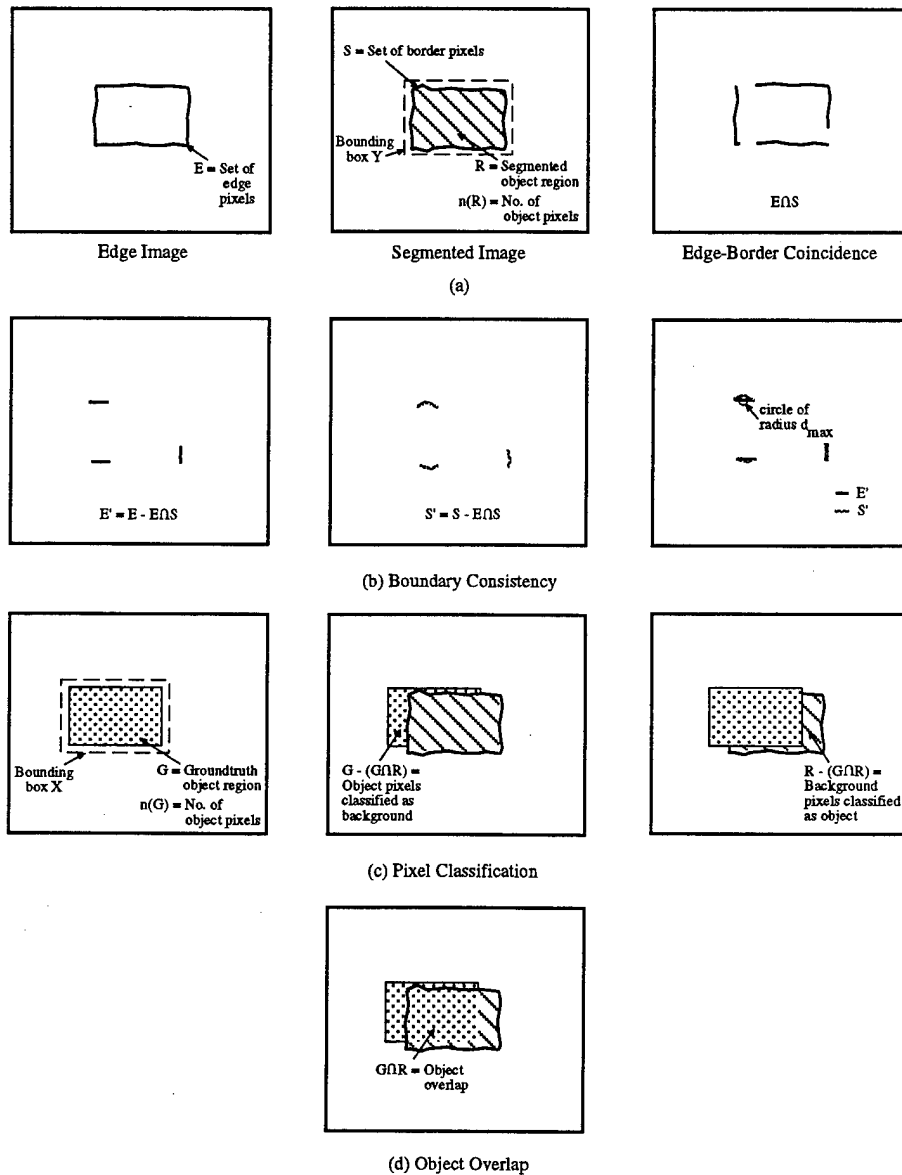 E = Set of
edge
pixels
Edge Image
S = Set of border pixels
Bounding
box Y
R = Segmented
object region
n(R) = No. of
object pixels
Segmented Image
E∩S
Edge-Border Coincidence
(a)
E' = E - E∩S
S' = S - E∩S
circle of
radius d
max
E'
S'
(b) Boundary Consistency
Bounding
box X
G = Groundtruth
object region
n(G) = No. of
object pixels
G - (G∩R) =
Object pixels
classified as
background
R - (G∩R) =
Background
pixels classified
as object
(c) Pixel Classification
G∩R = Object
overlap
(d) Object Overlap